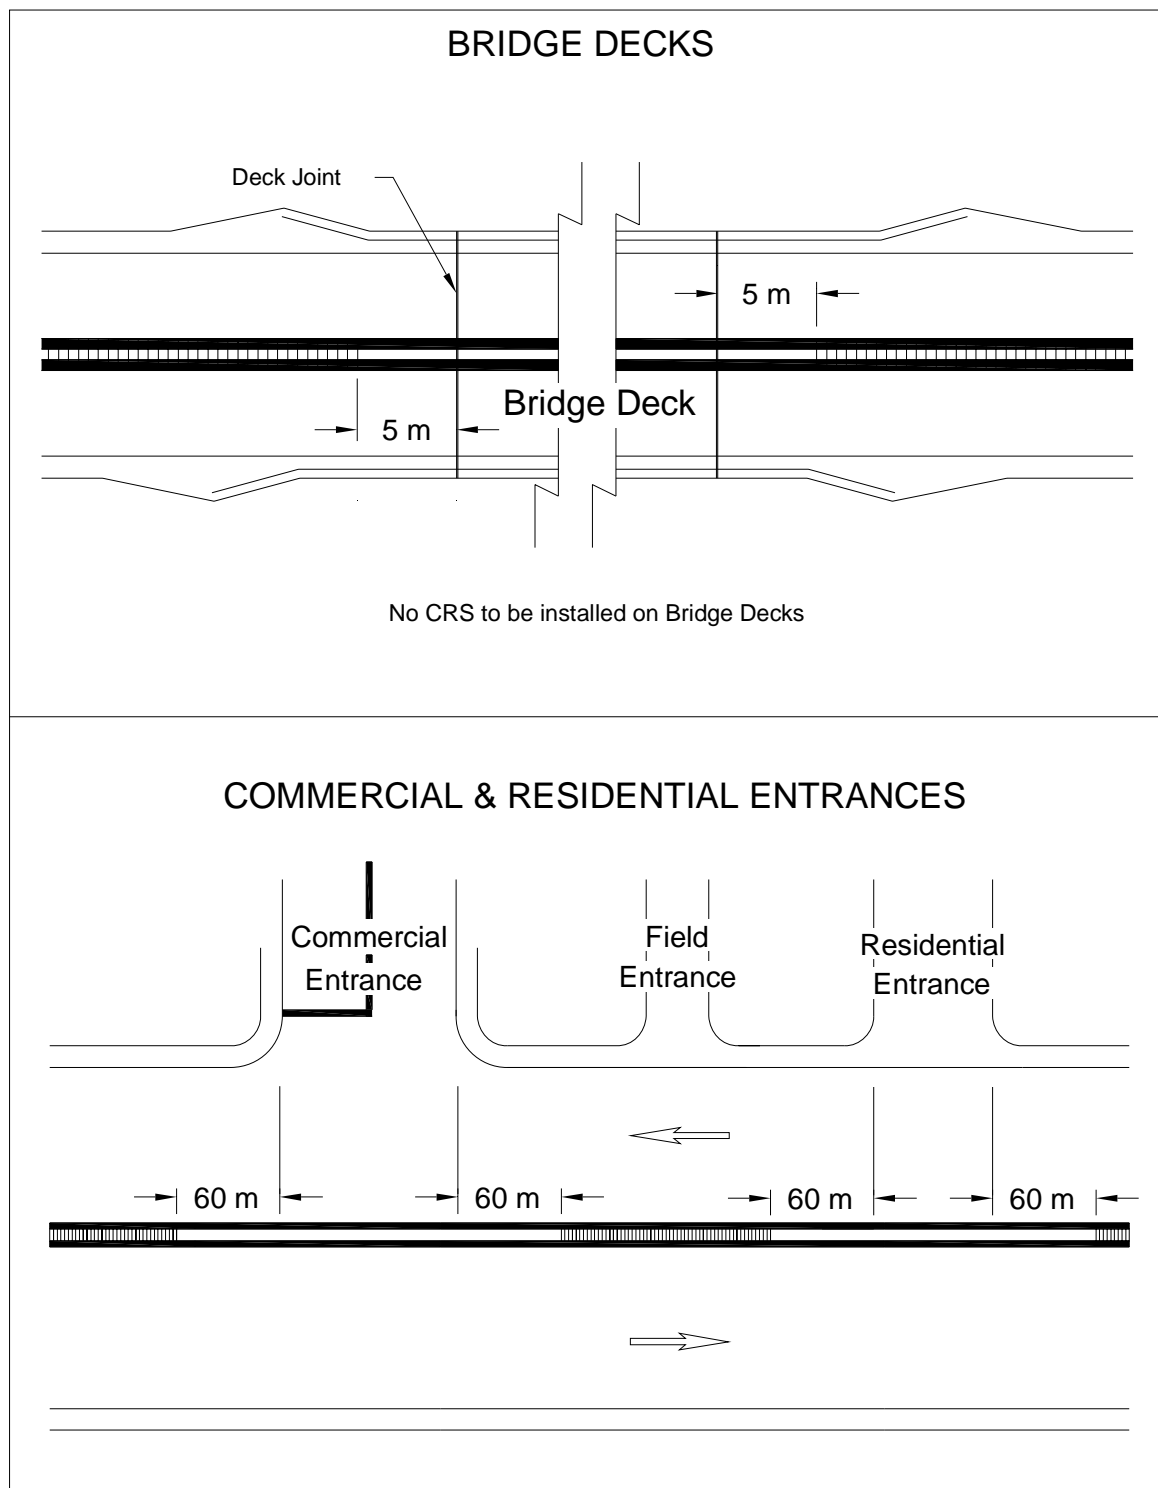 BRIDGE DECKS
Deck Joint
5 m
Bridge Deck
5 m
No CRS to be installed on Bridge Decks
COMMERCIAL & RESIDENTIAL ENTRANCES
Commercial
Entrance
Field
Entrance
Residential
Entrance
60 m
60 m
60 m
60 m